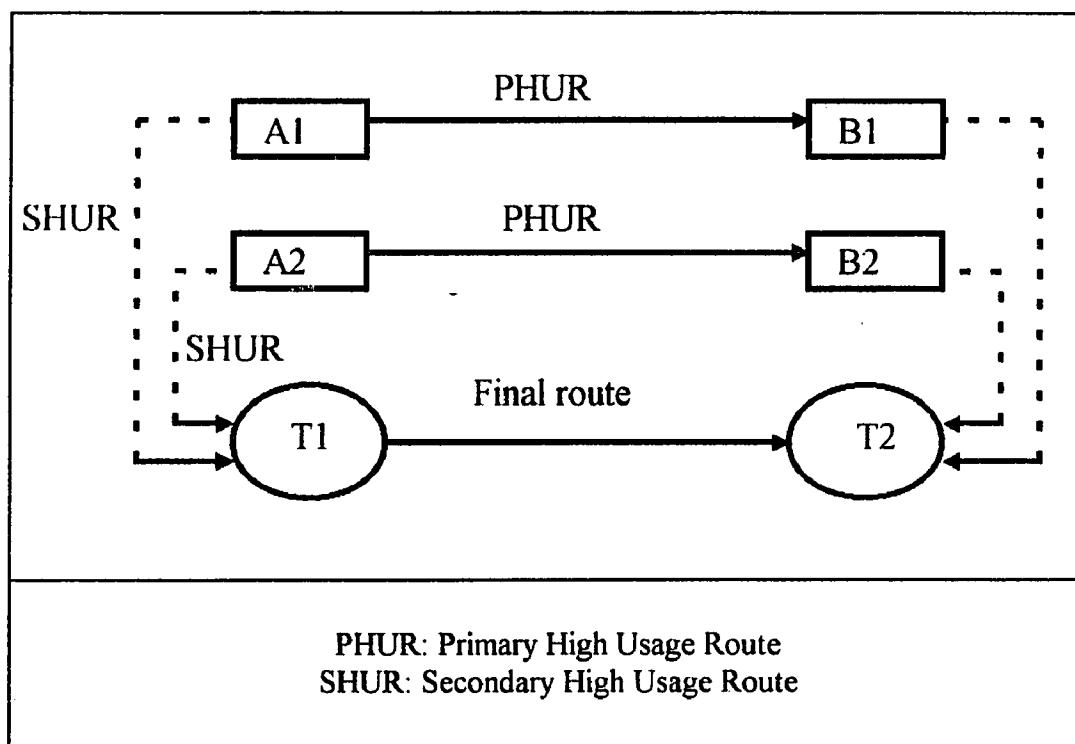 PHUR
A1
B1
SHUR
PHUR
A2
B2
SHUR
Final route
T1
T2
PHUR: Primary High Usage Route
SHUR: Secondary High Usage Route